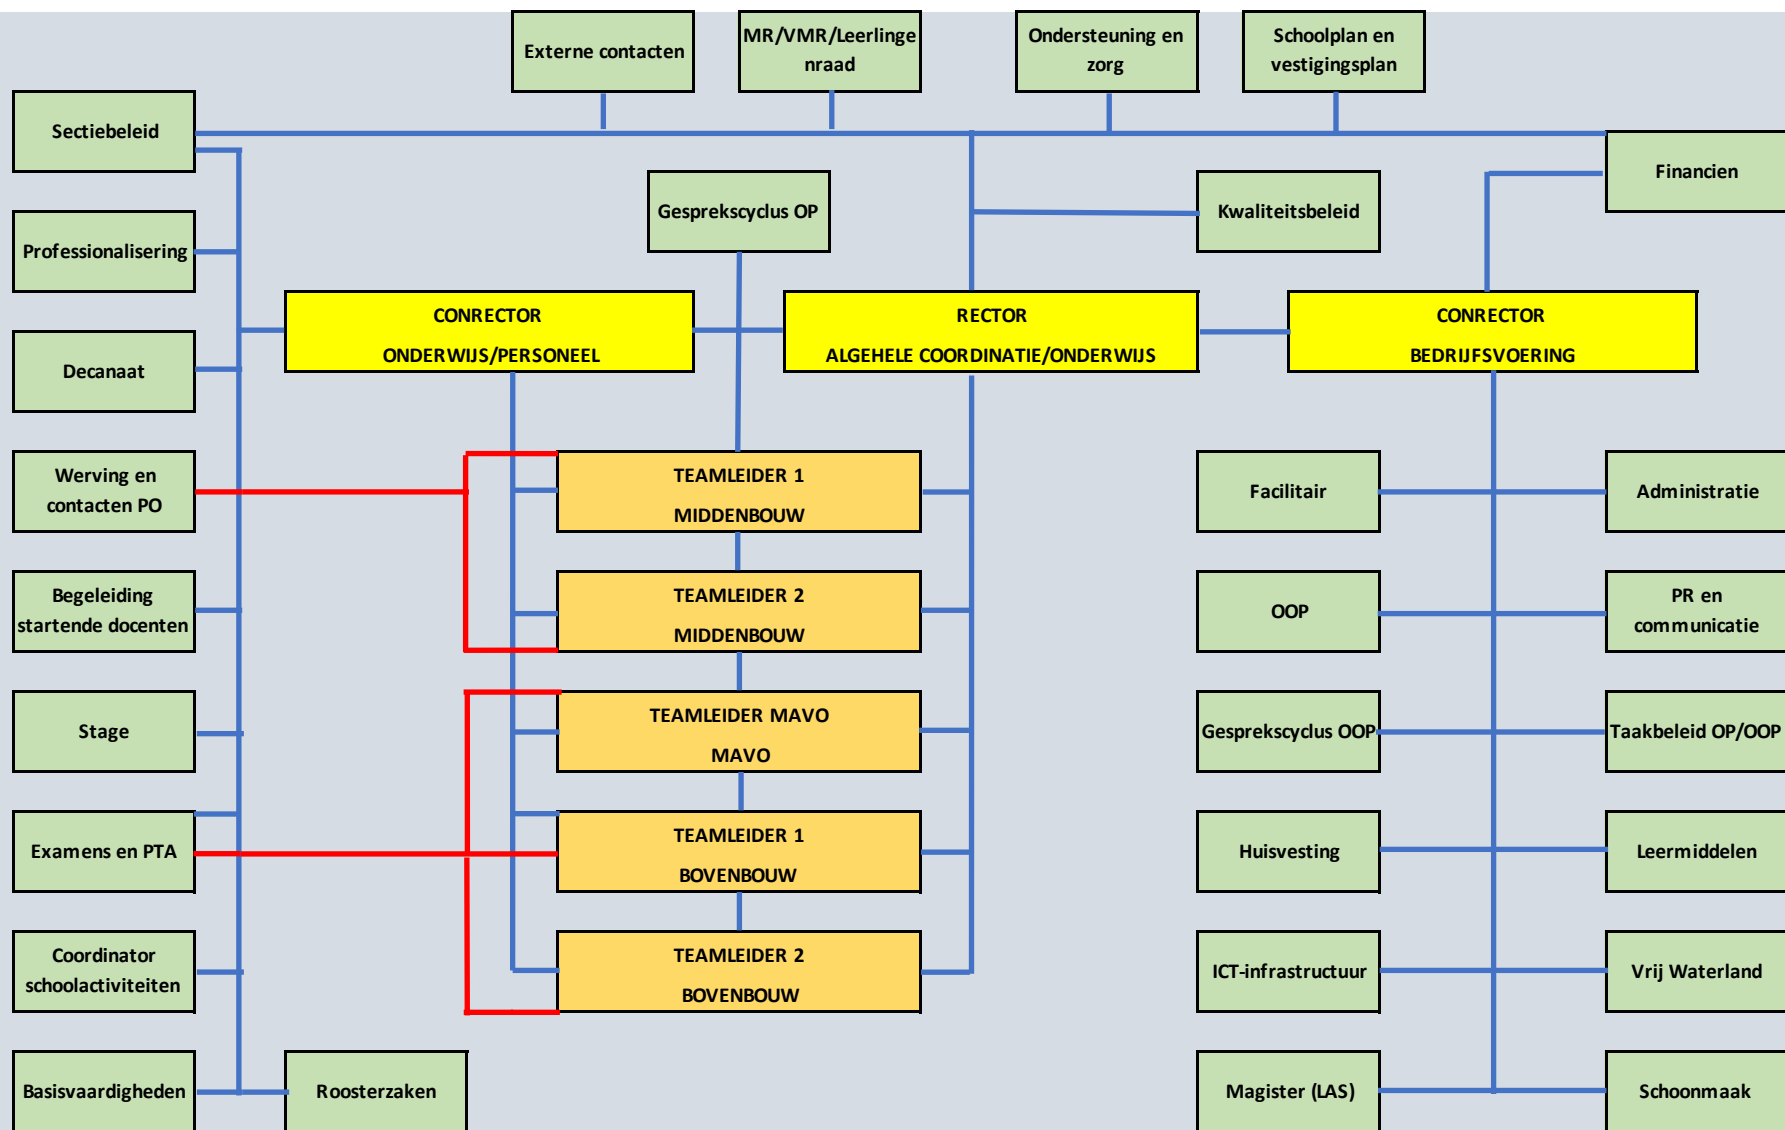 Externe contacten
MR/VMR/Leerlinge
nraad
Ondersteuning en
zorg
Schoolplan en
vestigingsplan
Sectiebeleid
Financien
Gesprekscyclus OP
Kwaliteitsbeleid
Professionalisering
CONRECTOR
ONDERWIJS/PERSONEEL
RECTOR
ALGEHELE COORDINATIE/ONDERWIJS
CONRECTOR
BEDRIJFSVOERING
Decanaat
Werving en
contacten PO
TEAMLEIDER 1
MIDDENBOUW
Facilitair
Administratie
Begeleiding
startende docenten
TEAMLEIDER 2
MIDDENBOUW
OOP
PR en
communicatie
Stage
TEAMLEIDER MAVO
MAVO
Gesprekscyclus OOP
Taakbeleid OP/OOP
Examens en PTA
TEAMLEIDER 1
BOVENBOUW
Huisvesting
Leermiddelen
Coordinator
schoolactiviteiten
TEAMLEIDER 2
BOVENBOUW
ICT-infrastructuur
Vrij Waterland
Basisvaardigheden
Roosterzaken
Magister (LAS)
Schoonmaak